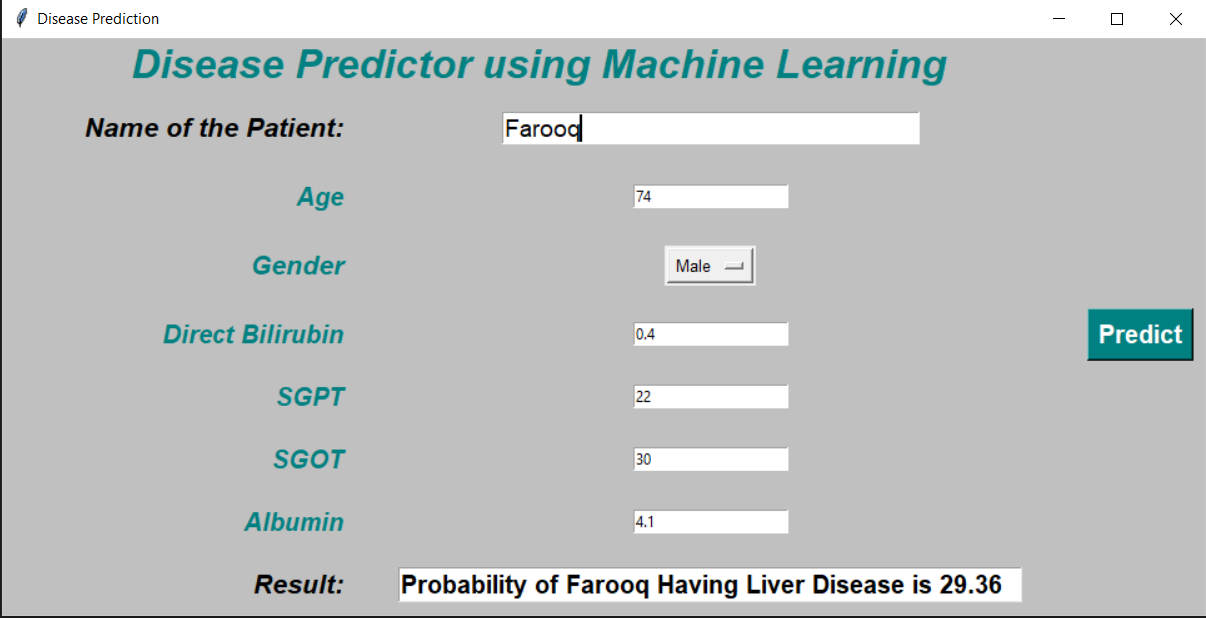 Disease Prediction
Disease Predictor using Machine Learning
Name of the Patient: Farooq
Age 74
Gender Male
Direct Bilirubin 0.4 Predict
SGPT 22
SGOT 30
Albumin 4.1
Result: Probability of Farooq Having Liver Disease is 29.36